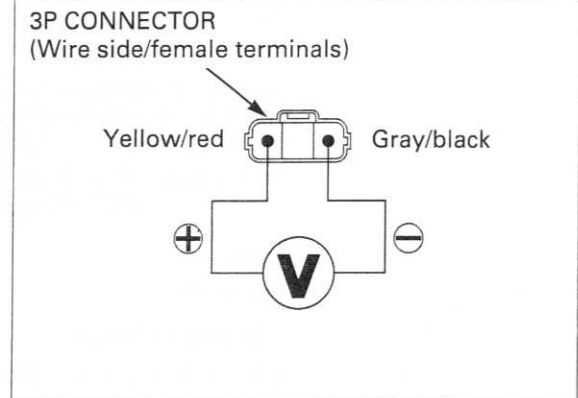 3P CONNECTOR
(Wire side/female terminals)
Yellow/red
Gray/black
+
−
V